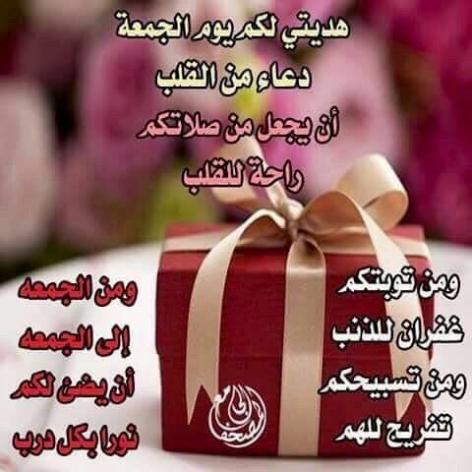 هديتي لكم يوم الجمعة
دعاء من القلب
أن يجعل من صلاتكم
راحة للقلب
ومن توبتكم
غفران للذنب
ومن تسبيحكم
تفريج للهم
ومن الجمعه
إلى الجمعه
أن يضئ لكم
نورا بكل درب